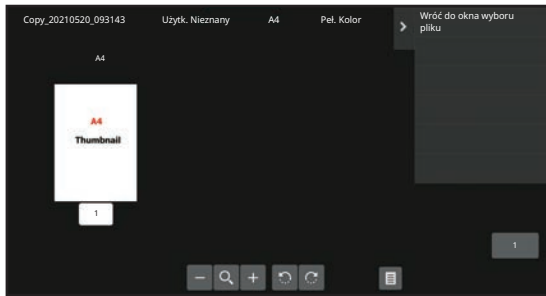 Copy_20210520_093143 Użytk. Nieznany A4 Peł. Kolor
Wróć do okna wyboru
pliku
A4
A4
Thumbnail
1
1